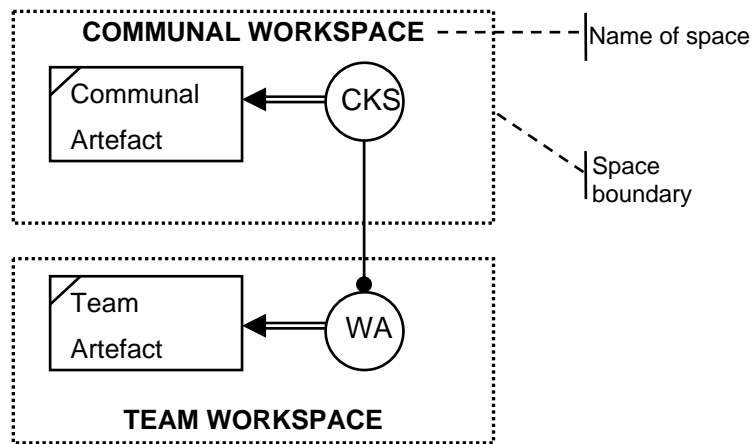 COMMUNAL WORKSPACE
Name of space
Communal
Artefact
CKS
Space
boundary
Team
Artefact
WA
TEAM WORKSPACE